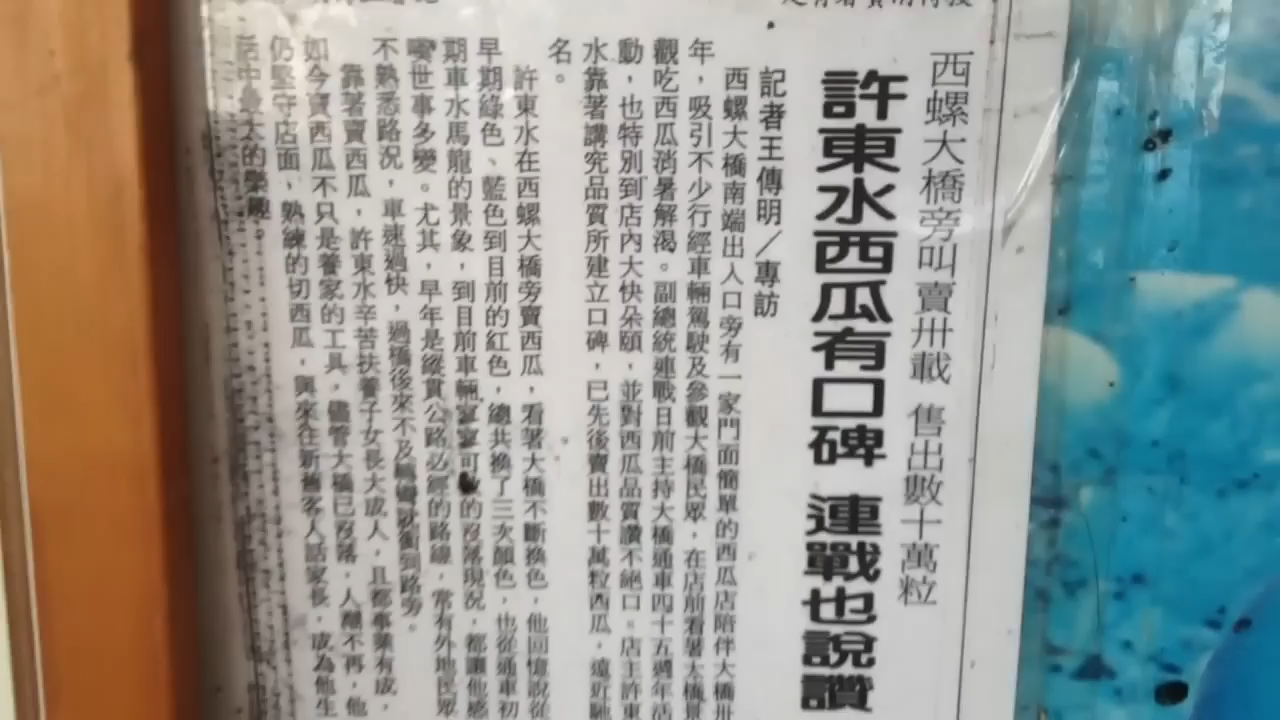 西螺大橋旁叫賣卅載 售出數十萬粒
許東水西瓜有口碑 連戰也說讚
記者王傳明／專訪
西螺大橋南端出入口旁有一家門面簡單的西瓜店陪伴大橋卅
年，吸引不少行經車輛駕駛及參觀大橋民眾，在店前看著大橋景
觀吃西瓜消暑解渴。副總統連戰日前主持大橋通車四十五週年活
動，也特別到店內大快朵頤，並對西瓜品質讚不絕口。店主許東
水靠著講究品質所建立口碑，已先後賣出數十萬粒西瓜，遠近馳
名。
許東水在西螺大橋旁賣西瓜，看著大橋不斷換色，他回憶說從
早期綠色、藍色到目前的紅色，總共換了三次顏色，也從通車初
期車水馬龍的景象，到目前車輛寥寥可 的沒落現況，都讓他感
嘆世事多變。尤其，早年是縱貫公路必經的路線，常有外地民眾
不熟悉路況，車速過快，過橋後來不及 就衝到路旁。
靠著賣西瓜，許東水辛苦扶養子女長大成人，且都事業有成，
如今賣西瓜不只是養家的工具，儘管大橋已沒落，人潮不再，他
仍堅守店面，熟練的切西瓜，與來往新舊客人話家長，成為他生
活中最大的樂趣。